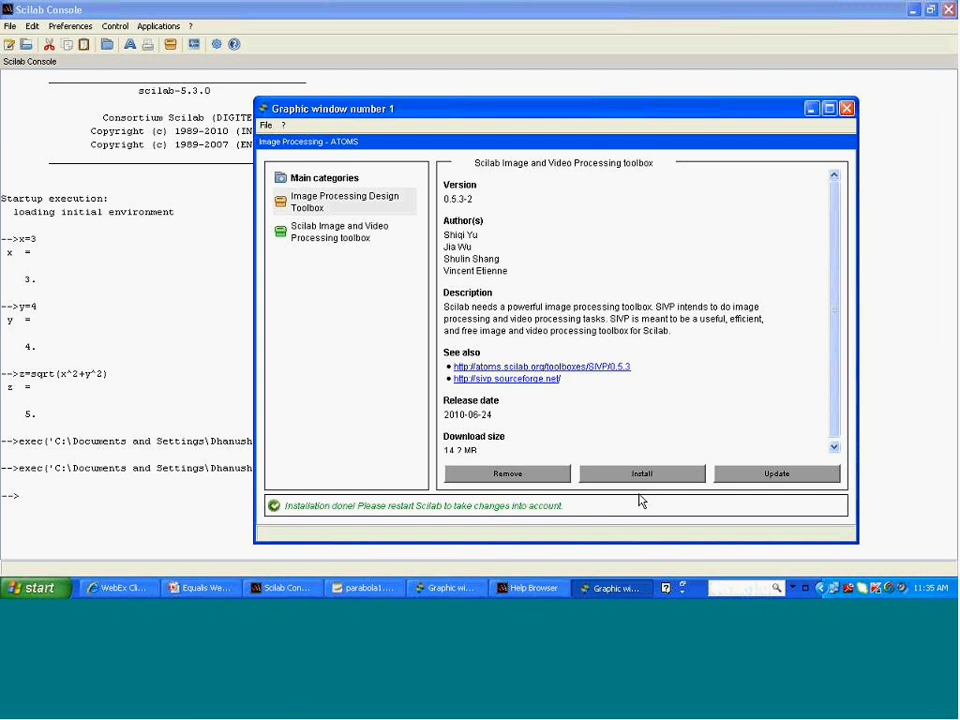 Scilab Console
File Edit Preferences Control Applications ?
Scilab Console
scilab-5.3.0
Consortium Scilab (DIGITE
Copyright (c) 1989-2010 (IN
Copyright (c) 1989-2007 (EN
Startup execution:
loading initial environment
-->x=3
x =
3.
-->y=4
y =
4.
-->z=sqrt(x^2+y^2)
z =
5.
-->exec('C:\Documents and Settings\Dhanush
-->exec('C:\Documents and Settings\Dhanush
-->
Graphic window number 1
File ?
Image Processing - ATOMS
Main categories
Image Processing Design
Toolbox
Scilab Image and Video
Processing toolbox
Scilab Image and Video Processing toolbox
Version
0.5.3-2
Author(s)
Shiqi Yu
Jia Wu
Shulin Shang
Vincent Etienne
Description
Scilab needs a powerful image processing toolbox. SIVP intends to do image
processing and video processing tasks. SIVP is meant to be a useful, efficient,
and free image and video processing toolbox for Scilab.
See also
• http://atoms.scilab.org/toolboxes/SIVP/0.5.3
• http://sivp.sourceforge.net/
Release date
2010-06-24
Download size
14.2 MB
Remove Install Update
Installation done! Please restart Scilab to take changes into account.
start WebEx Cli... Equals We... Scilab Con... parabola1.... Graphic wi... Help Browser Graphic wi... 11:35 AM